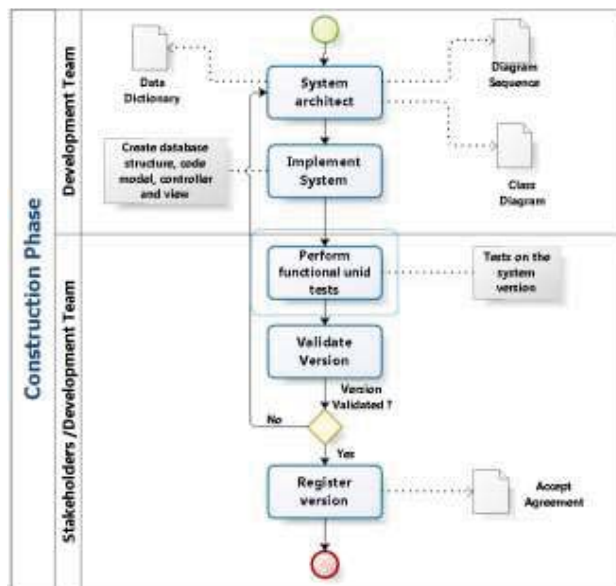 Construction Phase
Development Team
Stakeholders /Development Team
Data
Dictionary
System
architect
Diagram
Sequence
Create database
structure, code
model, controller
and view
Implement
System
Class
Diagram
Perform
functional unid
tests
Tests on the
system
version
Validate
Version
Version
Validated ?
No
Yes
Register
version
Accept
Agreement